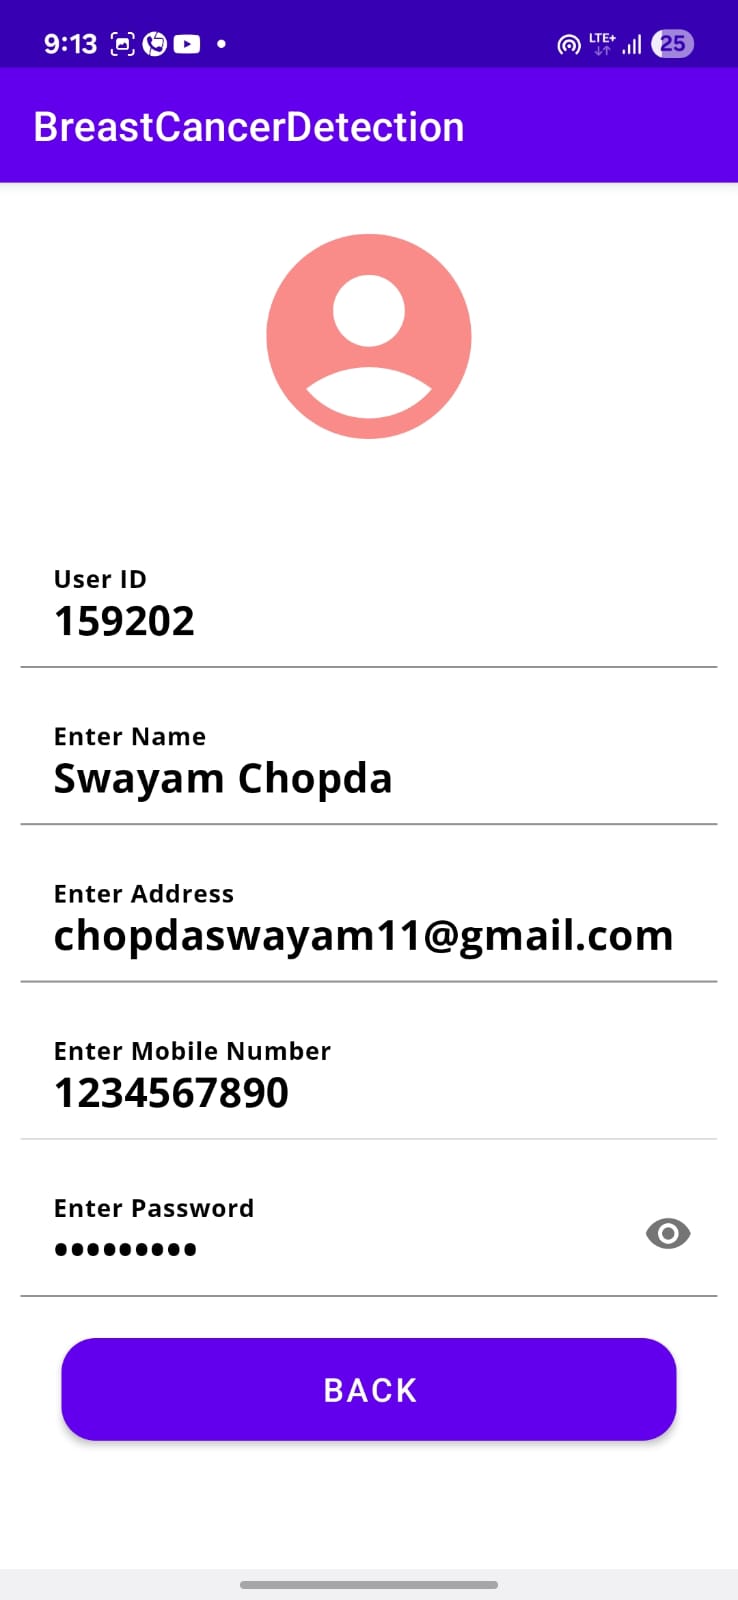 9:13 LTE+ 25
BreastCancerDetection
User ID
159202
Enter Name
Swayam Chopda
Enter Address
chopdaswayam11@gmail.com
Enter Mobile Number
1234567890
Enter Password
•••••••••
BACK